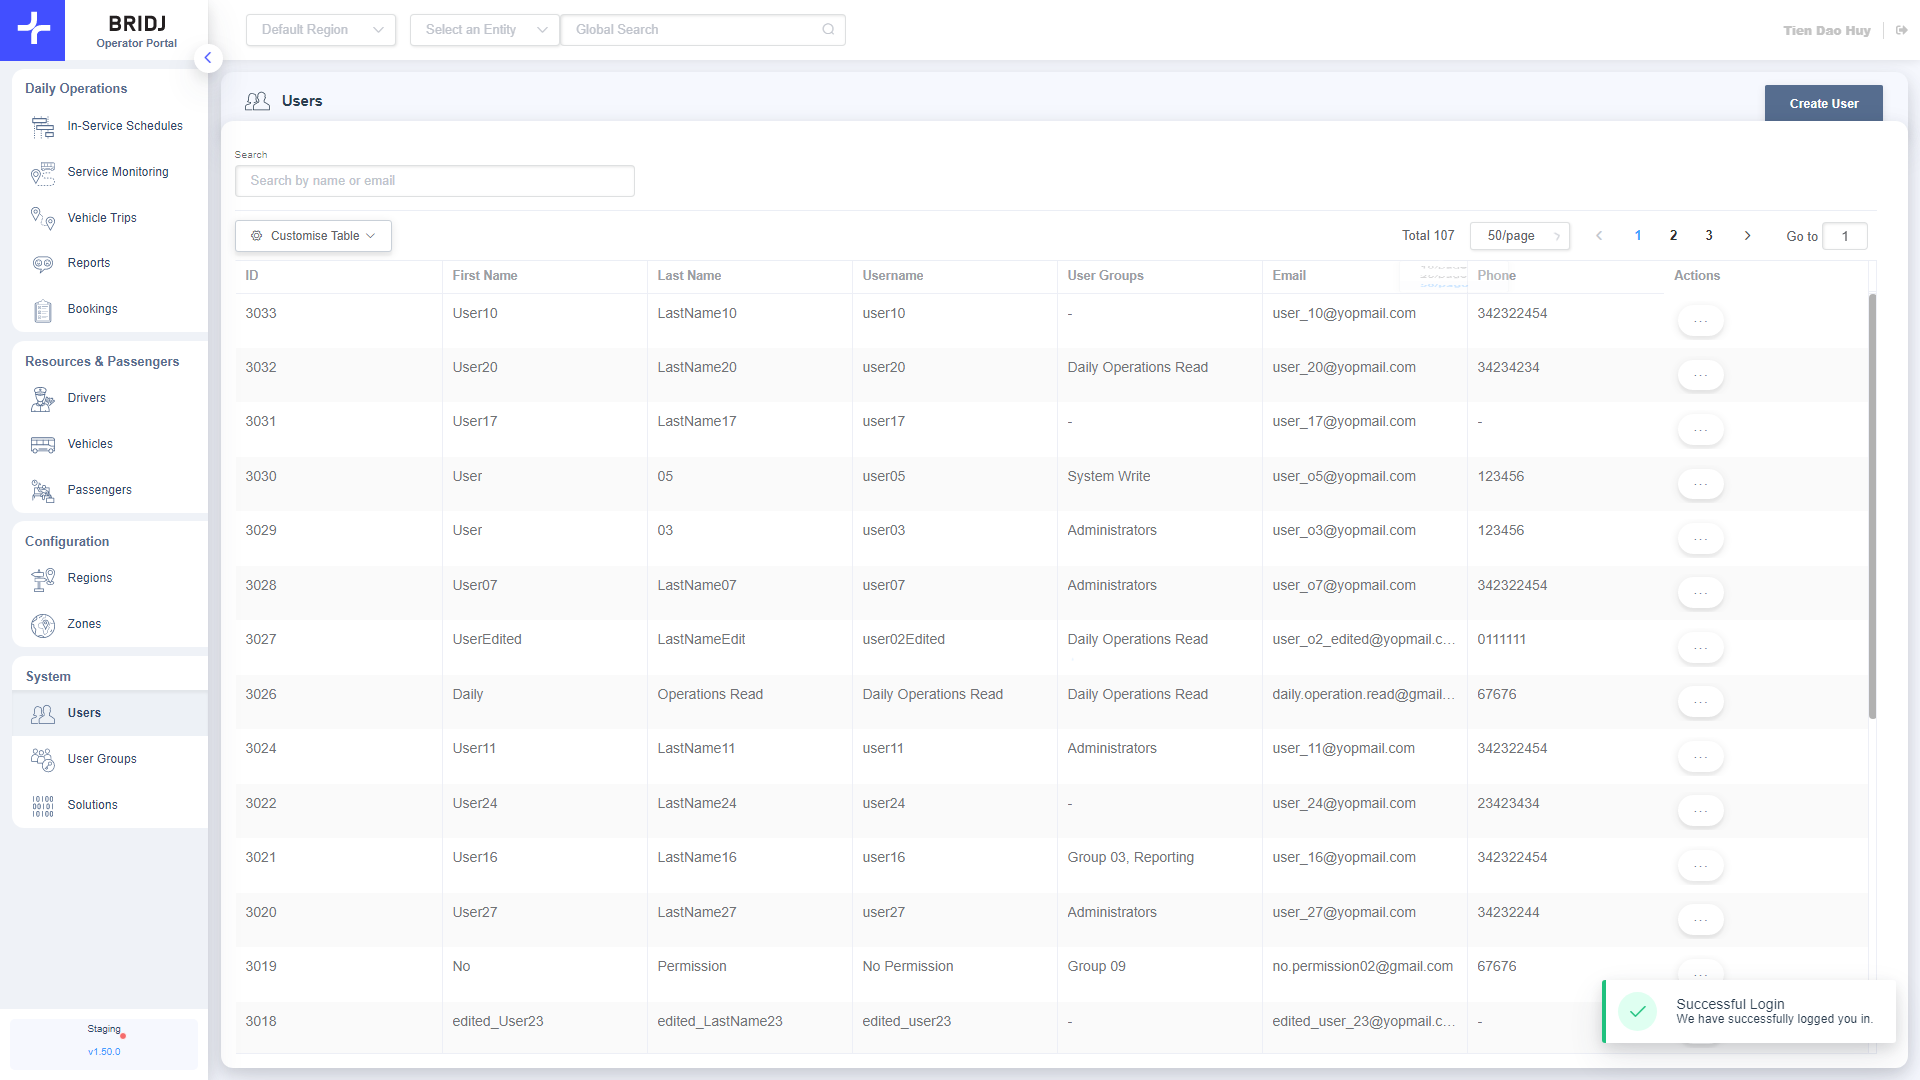 BRIDJ
Operator Portal
Default Region
Select an Entity
Global Search
Tien Dao Huy
Daily Operations
In-Service Schedules
Service Monitoring
Vehicle Trips
Reports
Bookings
Resources & Passengers
Drivers
Vehicles
Passengers
Configuration
Regions
Zones
System
Users
User Groups
Solutions
Staging
v1.50.0
Users
Create User
Search
Search by name or email
Customise Table
Total 107
50/page
1 2 3
Go to 1
ID First Name Last Name Username User Groups Email Phone Actions
3033 User10 LastName10 user10 - user_10@yopmail.com 342322454 ...
3032 User20 LastName20 user20 Daily Operations Read user_20@yopmail.com 34234234 ...
3031 User17 LastName17 user17 - user_17@yopmail.com - ...
3030 User 05 user05 System Write user_o5@yopmail.com 123456 ...
3029 User 03 user03 Administrators user_o3@yopmail.com 123456 ...
3028 User07 LastName07 user07 Administrators user_o7@yopmail.com 342322454 ...
3027 UserEdited LastNameEdit user02Edited Daily Operations Read user_o2_edited@yopmail.c... 0111111 ...
3026 Daily Operations Read Daily Operations Read Daily Operations Read daily.operation.read@gmail... 67676 ...
3024 User11 LastName11 user11 Administrators user_11@yopmail.com 342322454 ...
3022 User24 LastName24 user24 - user_24@yopmail.com 23423434 ...
3021 User16 LastName16 user16 Group 03, Reporting user_16@yopmail.com 342322454 ...
3020 User27 LastName27 user27 Administrators user_27@yopmail.com 34232244 ...
3019 No Permission No Permission Group 09 no.permission02@gmail.com 67676 ...
3018 edited_User23 edited_LastName23 edited_user23 - edited_user_23@yopmail.c... -
Successful Login
We have successfully logged you in.